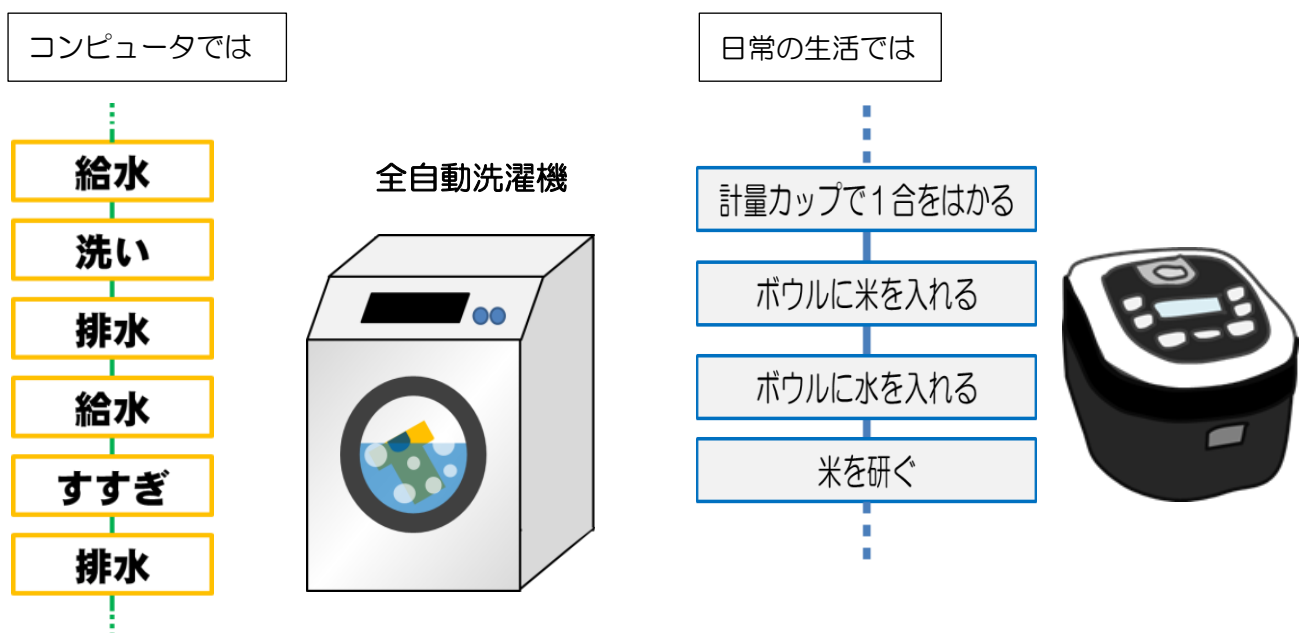 コンピュータでは
給水
洗い
排水
給水
すすぎ
排水
全自動洗濯機
日常の生活では
計量カップで１合をはかる
ボウルに米を入れる
ボウルに水を入れる
米を研ぐ